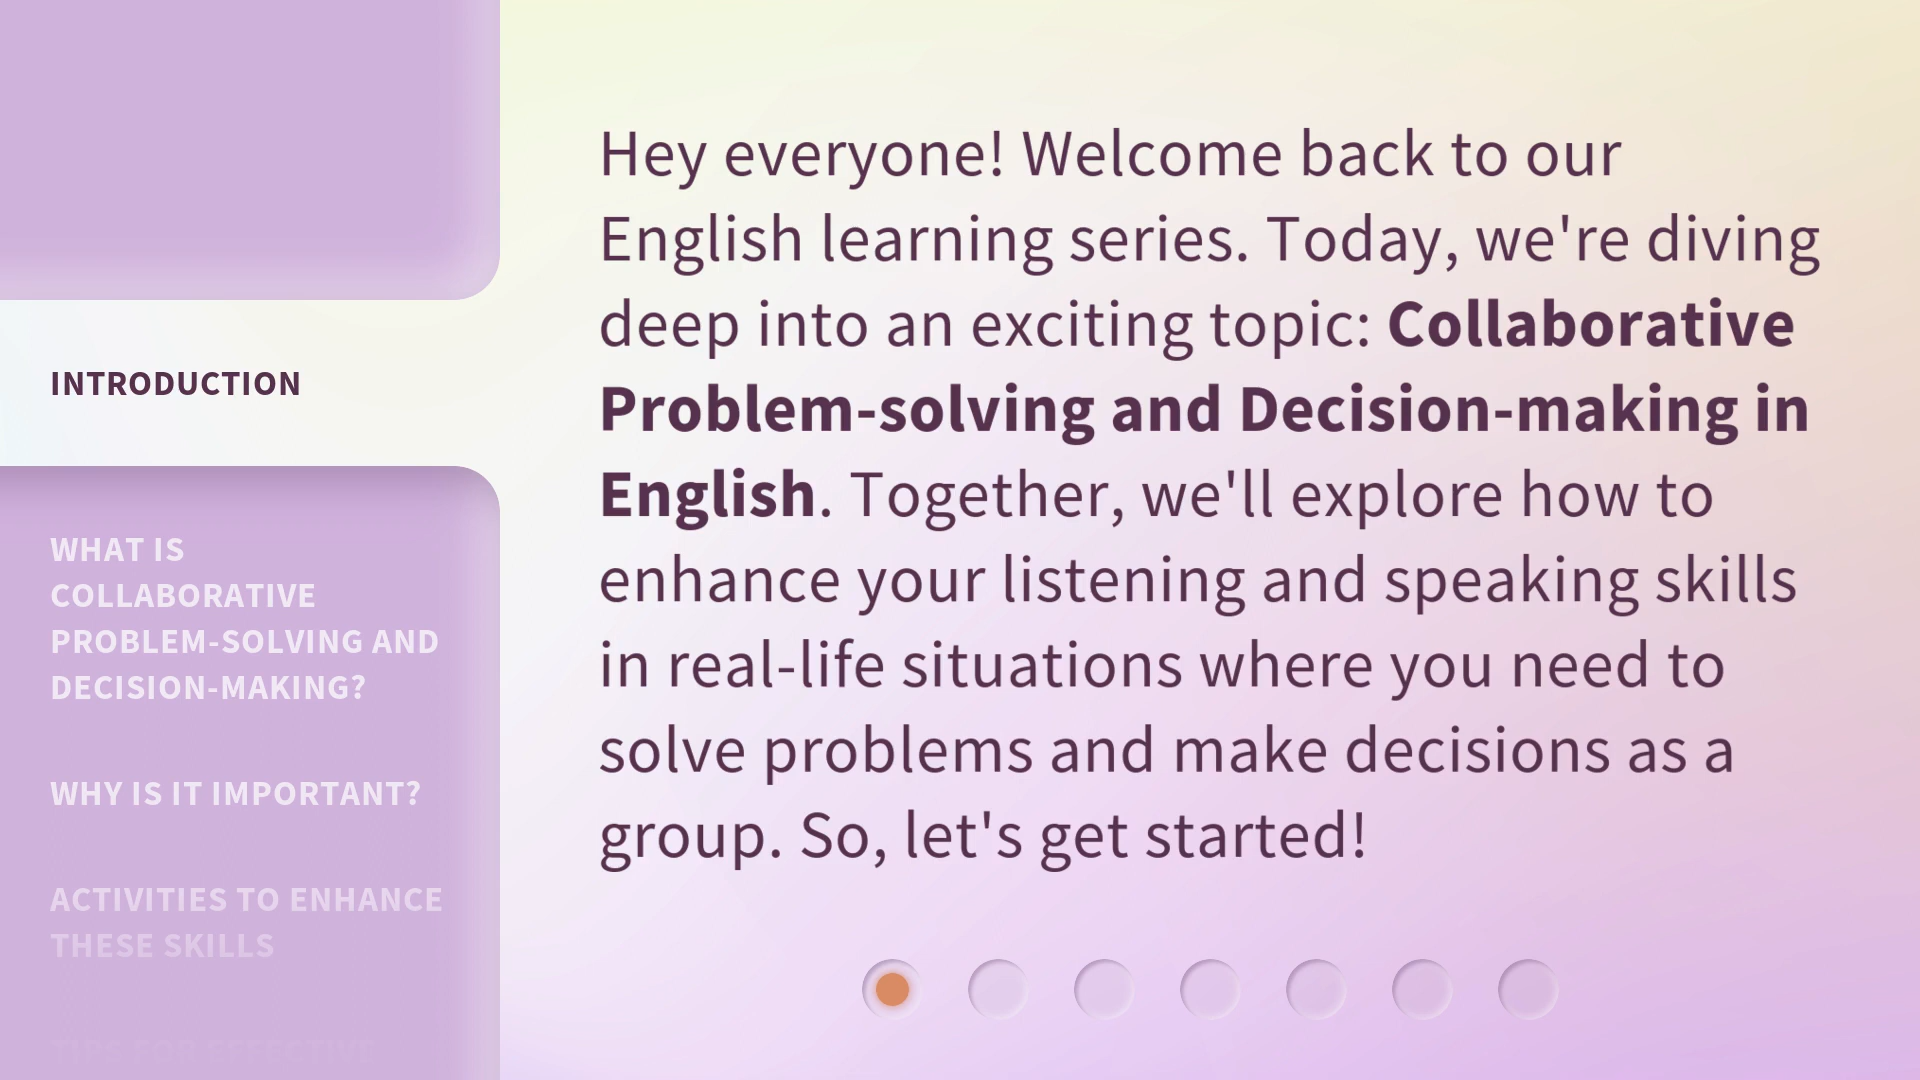 INTRODUCTION
WHAT IS
COLLABORATIVE
PROBLEM-SOLVING AND
DECISION-MAKING?
WHY IS IT IMPORTANT?
ACTIVITIES TO ENHANCE
THESE SKILLS
TIPS FOR EFFECTIVE
Hey everyone! Welcome back to our
English learning series. Today, we're diving
deep into an exciting topic: Collaborative
Problem-solving and Decision-making in
English. Together, we'll explore how to
enhance your listening and speaking skills
in real-life situations where you need to
solve problems and make decisions as a
group. So, let's get started!